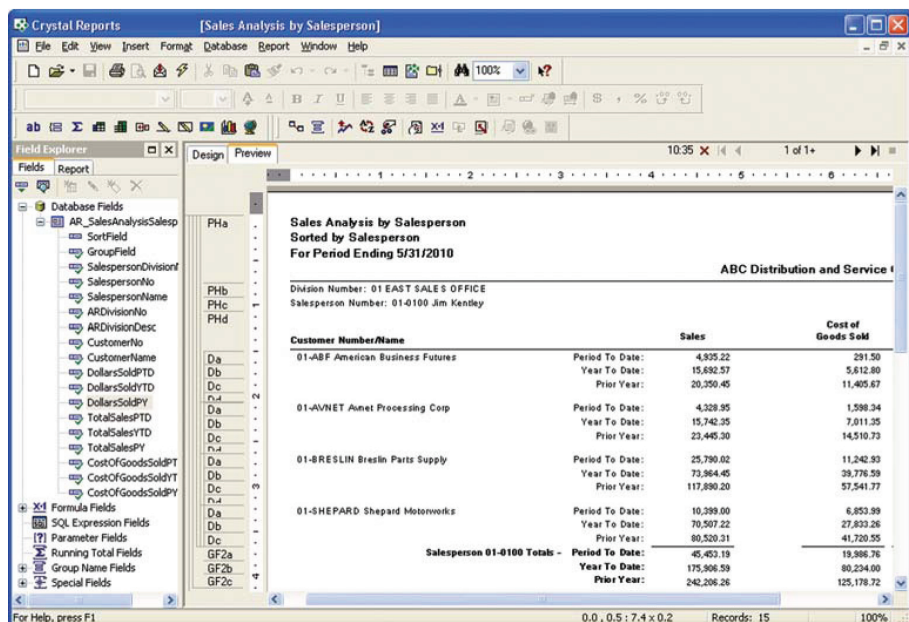 Crystal Reports [Sales Analysis by Salesperson]
File Edit View Insert Format Database Report Window Help
100%
B I U A $ , %
ab
Field Explorer
Design Preview 10:35 1 of 1+
Fields Report
1 2 3 4 5 6
Database Fields
AR_SalesAnalysisSalesp
SortField
GroupField
SalespersonDivisionN
SalespersonNo
SalespersonName
ARDivisionNo
ARDivisionDesc
CustomerNo
CustomerName
DollarsSoldPTD
DollarsSoldYTD
DollarsSoldPY
TotalSalesPTD
TotalSalesYTD
TotalSalesPY
CostOfGoodsSoldPT
CostOfGoodsSoldYT
CostOfGoodsSoldPY
Formula Fields
SQL Expression Fields
Parameter Fields
Running Total Fields
Group Name Fields
Special Fields
PHa Sales Analysis by Salesperson
Sorted by Salesperson
For Period Ending 5/31/2010
ABC Distribution and Service
PHb Division Number: 01 EAST SALES OFFICE
PHc Salesperson Number: 01-0100 Jim Kentley
PHd
Cost of
Customer Number/Name Sales Goods Sold
Da 01-ABF American Business Futures Period To Date: 4,935.22 291.50
Db Year To Date: 15,692.57 5,612.80
Dc Prior Year: 20,350.45 11,405.67
Dd
Da 01-AVNET Avnet Processing Corp Period To Date: 4,328.95 1,598.34
Db Year To Date: 15,742.35 7,011.35
Dc Prior Year: 23,445.30 14,510.73
Dd
Da 01-BRESLIN Breslin Parts Supply Period To Date: 25,790.02 11,242.93
Db Year To Date: 73,964.45 39,776.59
Dc Prior Year: 117,890.20 57,541.77
Dd
Da 01-SHEPARD Shepard Motorworks Period To Date: 10,399.00 6,853.99
Db Year To Date: 70,507.22 27,833.26
Dc Prior Year: 80,520.31 41,720.55
GF2a Salesperson 01-0100 Totals - Period To Date: 45,453.19 19,986.76
GF2b Year To Date: 175,906.59 80,234.00
GF2c Prior Year: 242,206.26 125,178.72
For Help, press F1 0.0 , 0.5 : 7.4 x 0.2 Records: 15 100%